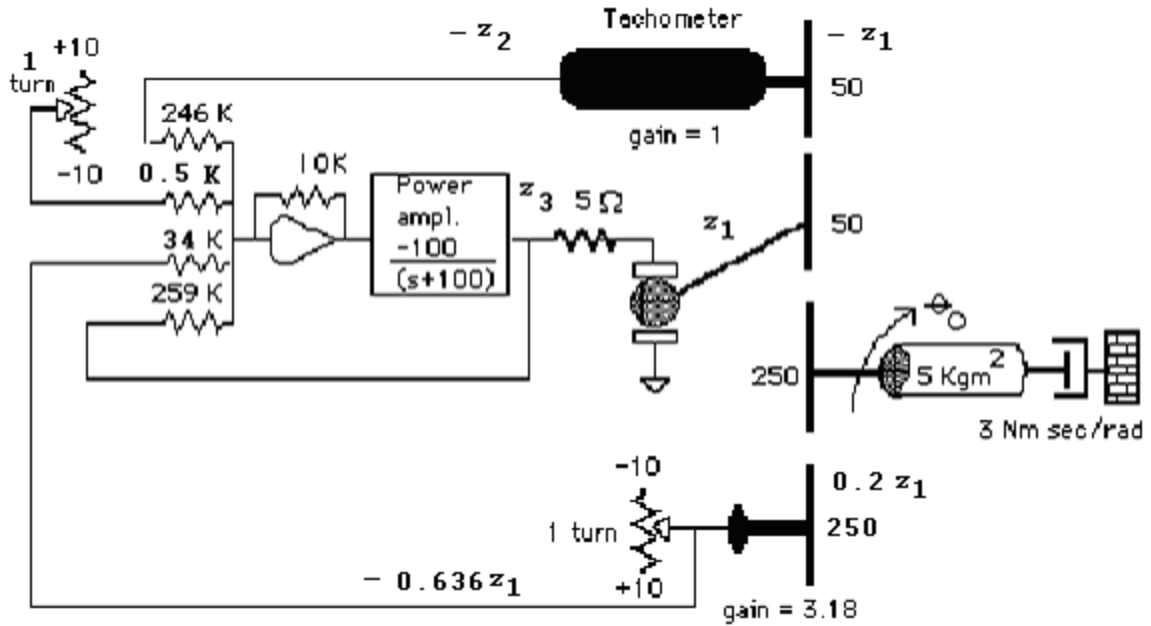 Tachometer
- z2
- z1
50
gain = 1
1
turn
+10
-10
246 K
0.5 K
34 K
259 K
10K
Power
ampl.
-100
(s+100)
z3
5 Ω
z1
50
250
θo
5 Kgm²
3 Nm sec/rad
-10
1 turn
+10
0.2 z1
250
gain = 3.18
- 0.636z1